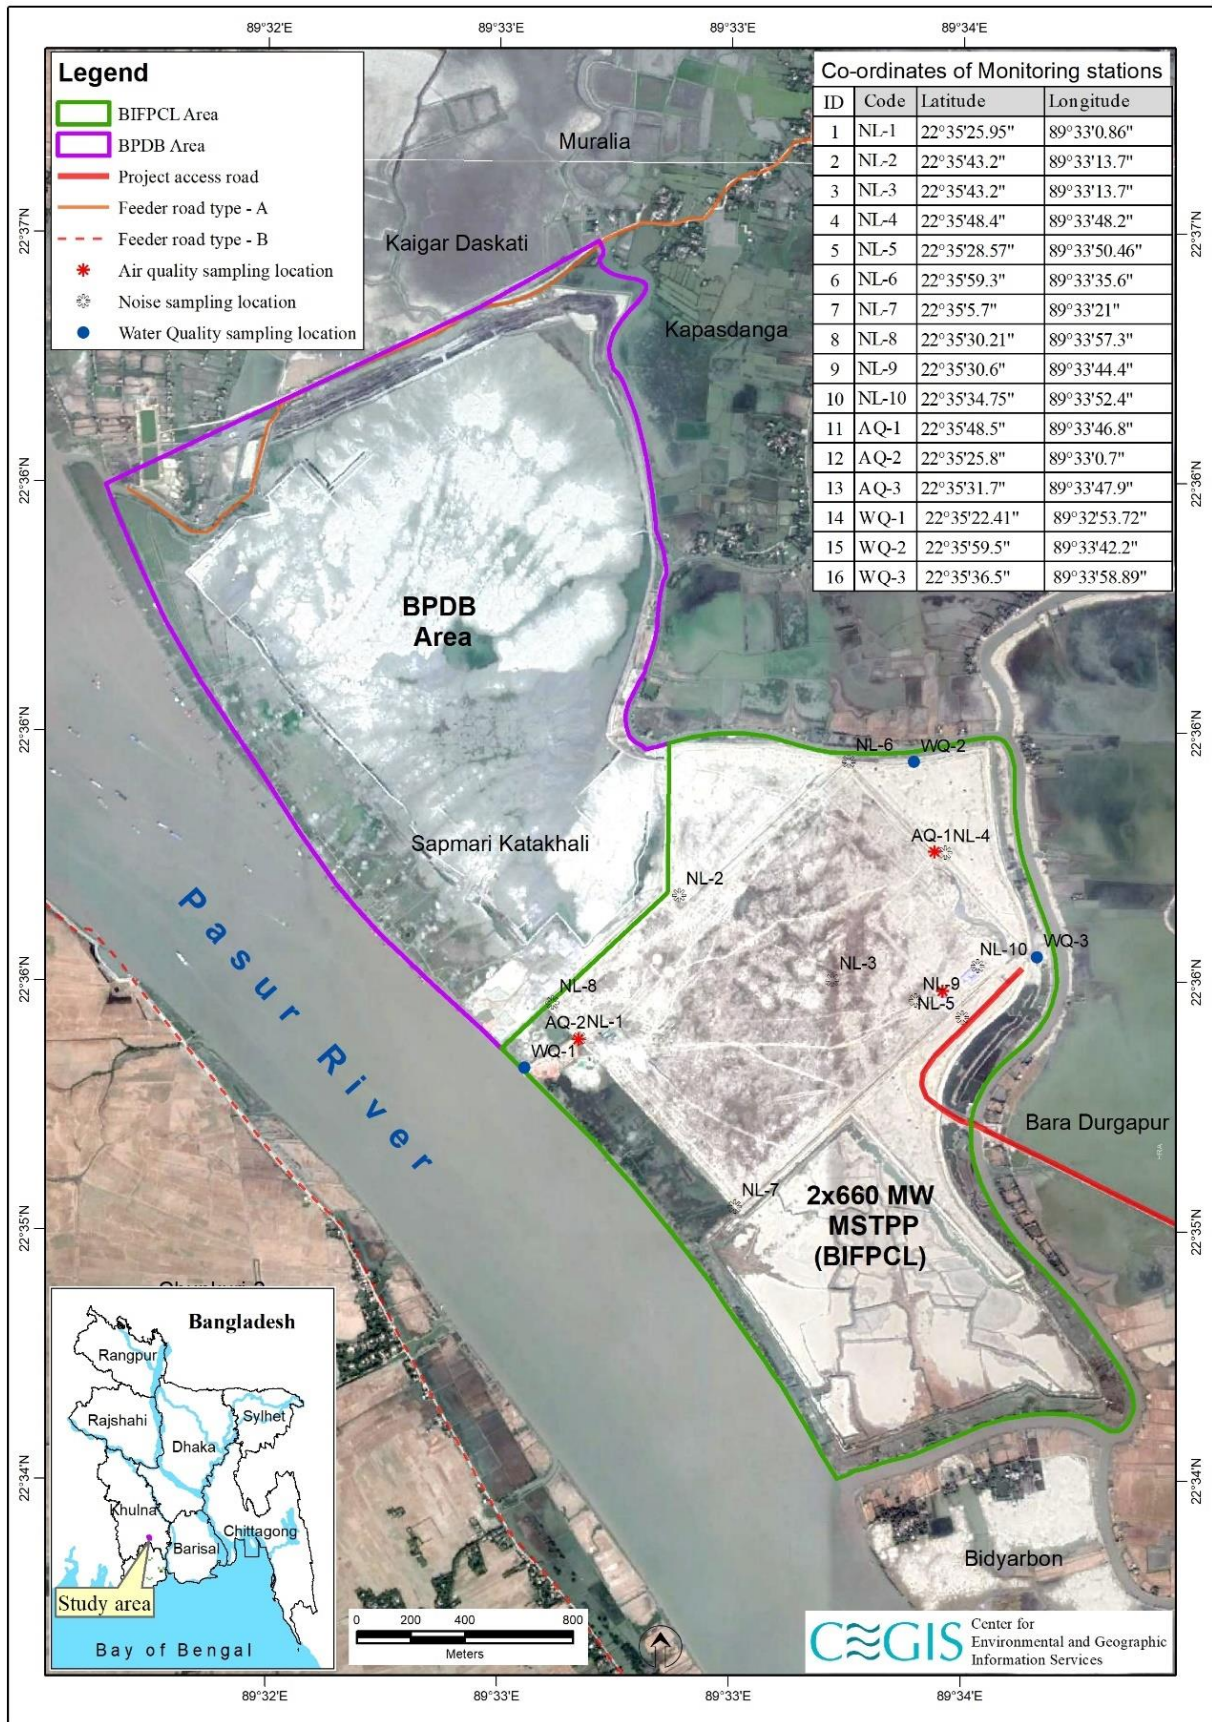 89°32'E
89°33'E
89°33'E
89°34'E
Legend
BIFPCL Area
BPDB Area
Project access road
Feeder road type - A
Feeder road type - B
Air quality sampling location
Noise sampling location
Water Quality sampling location
Co-ordinates of Monitoring stations
ID Code Latitude Longitude
1 NL-1 22°35'25.95" 89°33'0.86"
2 NL-2 22°35'43.2" 89°33'13.7"
3 NL-3 22°35'43.2" 89°33'13.7"
4 NL-4 22°35'48.4" 89°33'48.2"
5 NL-5 22°35'28.57" 89°33'50.46"
6 NL-6 22°35'59.3" 89°33'35.6"
7 NL-7 22°35'5.7" 89°33'21"
8 NL-8 22°35'30.21" 89°33'57.3"
9 NL-9 22°35'30.6" 89°33'44.4"
10 NL-10 22°35'34.75" 89°33'52.4"
11 AQ-1 22°35'48.5" 89°33'46.8"
12 AQ-2 22°35'25.8" 89°33'0.7"
13 AQ-3 22°35'31.7" 89°33'47.9"
14 WQ-1 22°35'22.41" 89°32'53.72"
15 WQ-2 22°35'59.5" 89°33'42.2"
16 WQ-3 22°35'36.5" 89°33'58.89"
Muralia
Kaigar Daskati
Kapasdanga
22°37'N
22°37'N
22°36'N
22°36'N
BPDB
Area
22°36'N
22°36'N
NL-6
WQ-2
Sapmari Katakhali
AQ-1
NL-4
NL-2
Pasur River
NL-10
WQ-3
NL-3
NL-9
NL-5
NL-8
22°36'N
22°36'N
AQ-2
NL-1
WQ-1
Bara Durgapur
NL-7
2x660 MW
MSTPP
(BIFPCL)
22°35'N
22°35'N
Bangladesh
Rangpur
Rajshahi
Sylhet
Dhaka
Khulna
Chittagong
Barisal
Study area
Bay of Bengal
22°34'N
22°34'N
Bidyarbon
0 200 400 800
Meters
CEGIS
Center for
Environmental and Geographic
Information Services
89°32'E
89°33'E
89°33'E
89°34'E